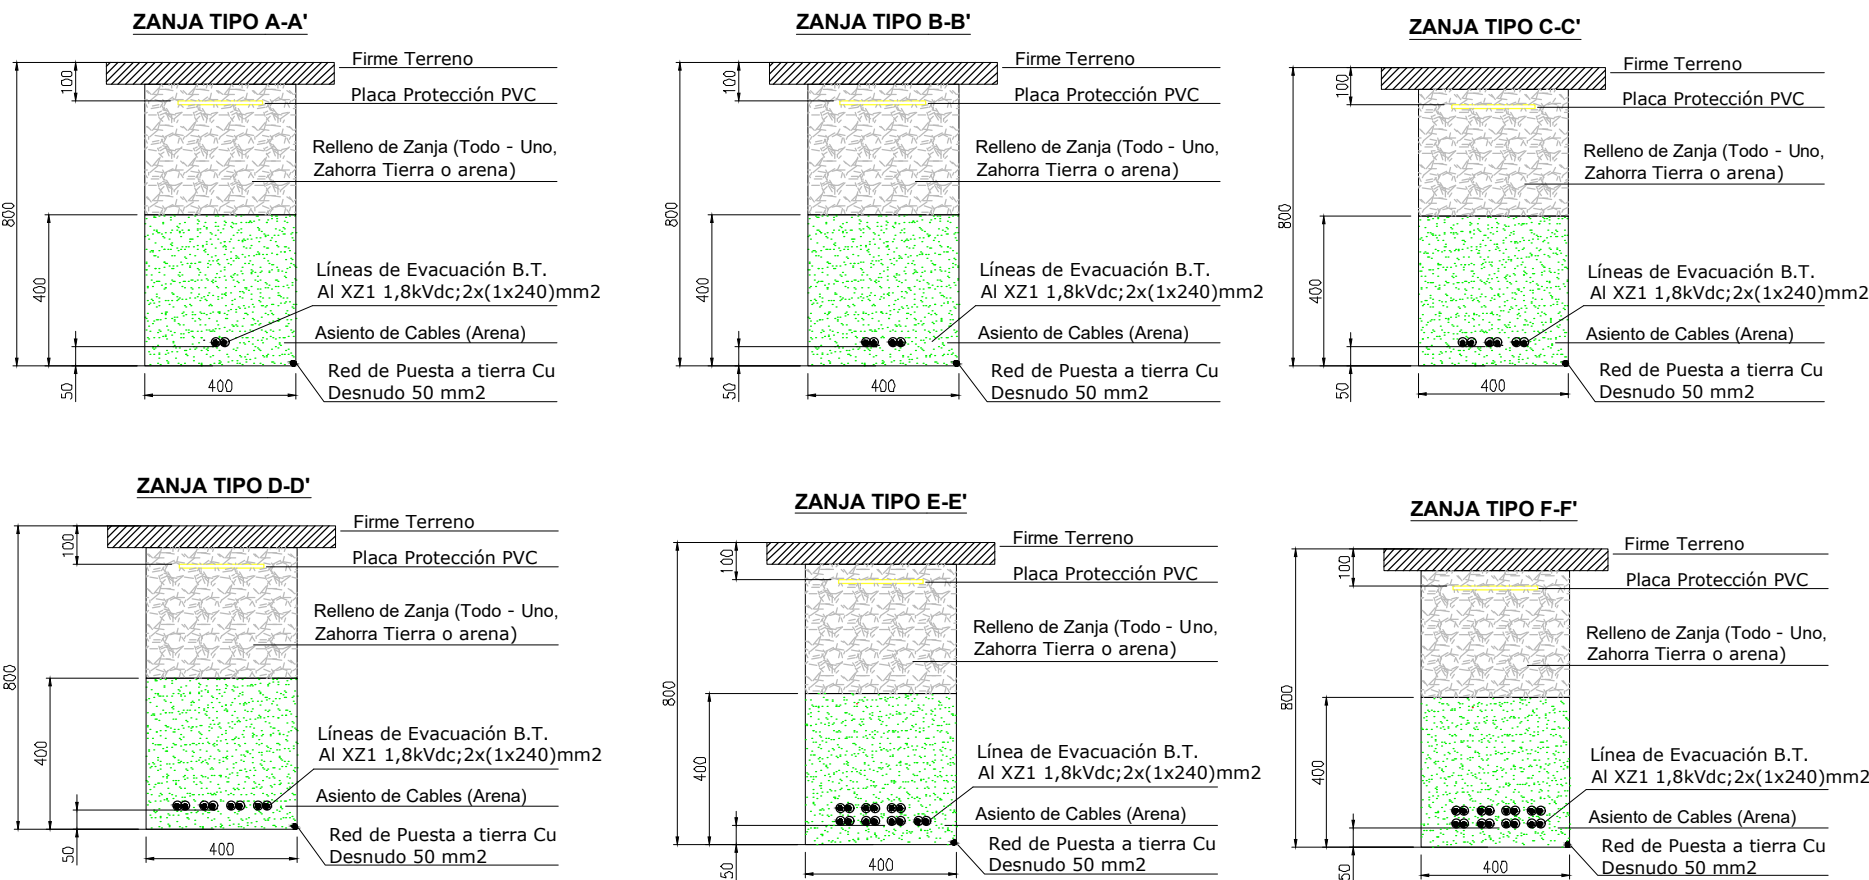 ZANJA TIPO A-A'
Firme Terreno
100
Placa Protección PVC
Relleno de Zanja (Todo - Uno,
Zahorra Tierra o arena)
800
400
Líneas de Evacuación B.T.
Al XZ1 1,8kVdc;2x(1x240)mm2
Asiento de Cables (Arena)
Red de Puesta a tierra Cu
Desnudo 50 mm2
50
400
ZANJA TIPO B-B'
Firme Terreno
100
Placa Protección PVC
Relleno de Zanja (Todo - Uno,
Zahorra Tierra o arena)
800
400
Líneas de Evacuación B.T.
Al XZ1 1,8kVdc;2x(1x240)mm2
Asiento de Cables (Arena)
Red de Puesta a tierra Cu
Desnudo 50 mm2
50
400
ZANJA TIPO C-C'
Firme Terreno
100
Placa Protección PVC
Relleno de Zanja (Todo - Uno,
Zahorra Tierra o arena)
800
400
Líneas de Evacuación B.T.
Al XZ1 1,8kVdc;2x(1x240)mm2
Asiento de Cables (Arena)
Red de Puesta a tierra Cu
Desnudo 50 mm2
50
400
ZANJA TIPO D-D'
Firme Terreno
100
Placa Protección PVC
Relleno de Zanja (Todo - Uno,
Zahorra Tierra o arena)
800
400
Líneas de Evacuación B.T.
Al XZ1 1,8kVdc;2x(1x240)mm2
Asiento de Cables (Arena)
Red de Puesta a tierra Cu
Desnudo 50 mm2
50
400
ZANJA TIPO E-E'
Firme Terreno
100
Placa Protección PVC
Relleno de Zanja (Todo - Uno,
Zahorra Tierra o arena)
800
400
Línea de Evacuación B.T.
Al XZ1 1,8kVdc;2x(1x240)mm2
Asiento de Cables (Arena)
Red de Puesta a tierra Cu
Desnudo 50 mm2
50
400
ZANJA TIPO F-F'
Firme Terreno
100
Placa Protección PVC
Relleno de Zanja (Todo - Uno,
Zahorra Tierra o arena)
800
400
Línea de Evacuación B.T.
Al XZ1 1,8kVdc;2x(1x240)mm2
Asiento de Cables (Arena)
Red de Puesta a tierra Cu
Desnudo 50 mm2
50
400